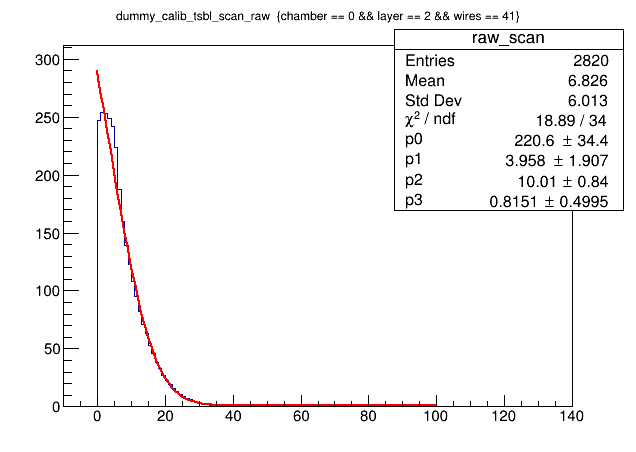 dummy_calib_tsbl_scan_raw {chamber == 0 && layer == 2 && wires == 41}
raw_scan
Entries 2820
Mean 6.826
Std Dev 6.013
χ² / ndf 18.89 / 34
p0 220.6 ± 34.4
p1 3.958 ± 1.907
p2 10.01 ± 0.84
p3 0.8151 ± 0.4995
300
250
200
150
100
50
0
0 20 40 60 80 100 120 140